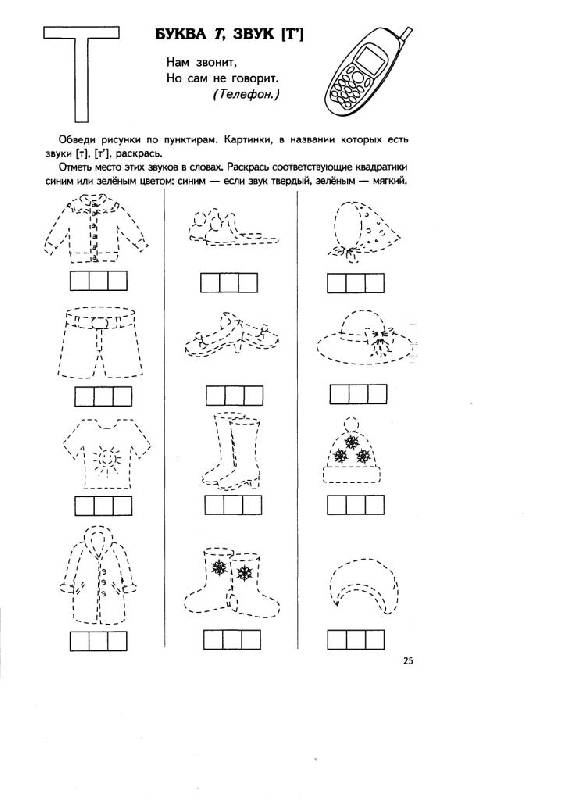 Т
БУКВА Т, ЗВУК [Т']
Нам звонит,
Но сам не говорит.
(Телефон.)
Обведи рисунки по пунктирам. Картинки, в названии которых есть
звуки [т], [т'], раскрась.
Отметь место этих звуков в словах. Раскрась соответствующие квадратики
синим или зелёным цветом: синим — если звук твердый, зелёным — мягкий.
25